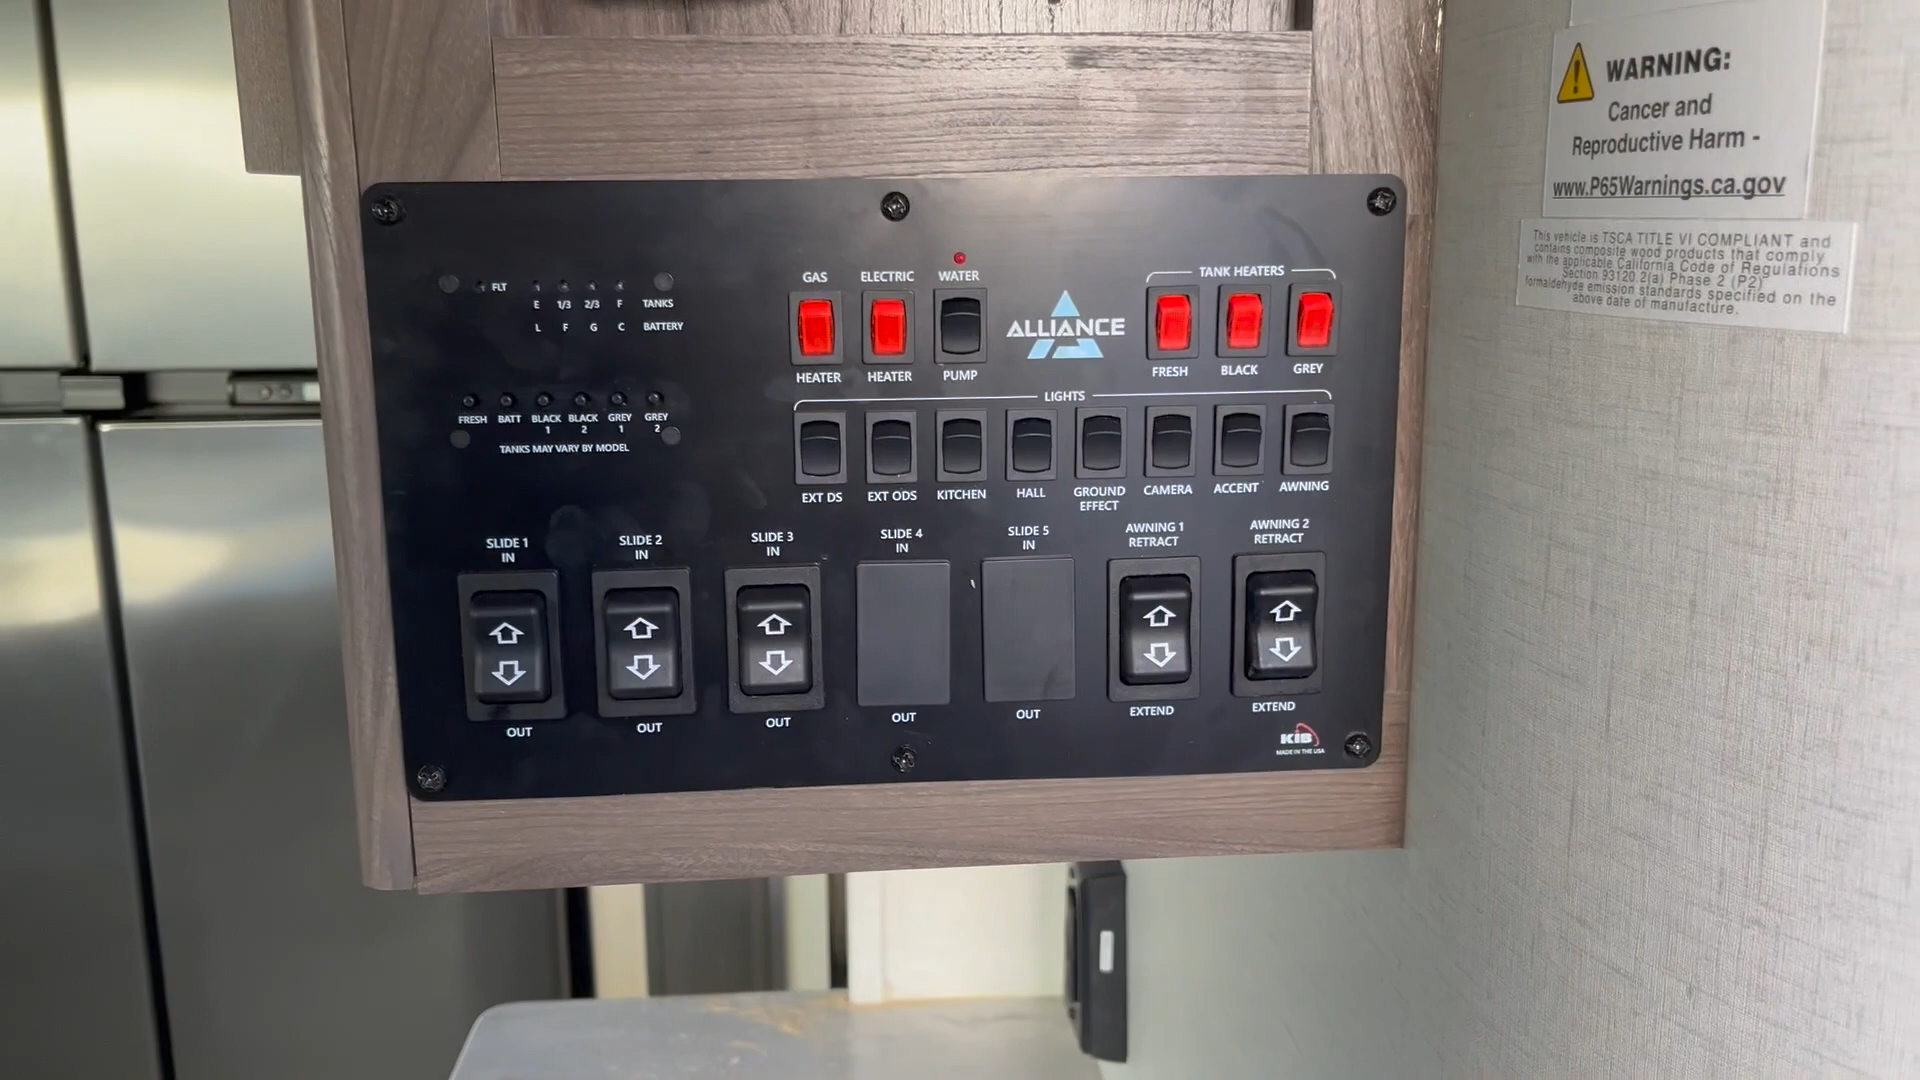 WARNING:
Cancer and
Reproductive Harm -
www.P65Warnings.ca.gov
This vehicle is TSCA TITLE VI COMPLIANT and
contains composite wood products that comply
with the applicable California Code of Regulations
Section 93120.2(a) Phase 2 (P2)
formaldehyde emission standards specified on the
above date of manufacture.
FLT
E 1/3 2/3 F TANKS
L F G C BATTERY
FRESH BATT BLACK 1 BLACK 2 GREY 1 GREY 2
TANKS MAY VARY BY MODEL
GAS HEATER
ELECTRIC HEATER
WATER PUMP
ALLIANCE
TANK HEATERS
FRESH BLACK GREY
LIGHTS
EXT DS EXT ODS KITCHEN HALL GROUND EFFECT CAMERA ACCENT AWNING
SLIDE 1 IN
OUT
SLIDE 2 IN
OUT
SLIDE 3 IN
OUT
SLIDE 4 IN
OUT
SLIDE 5 IN
OUT
AWNING 1 RETRACT
EXTEND
AWNING 2 RETRACT
EXTEND
KIB
MADE IN THE USA